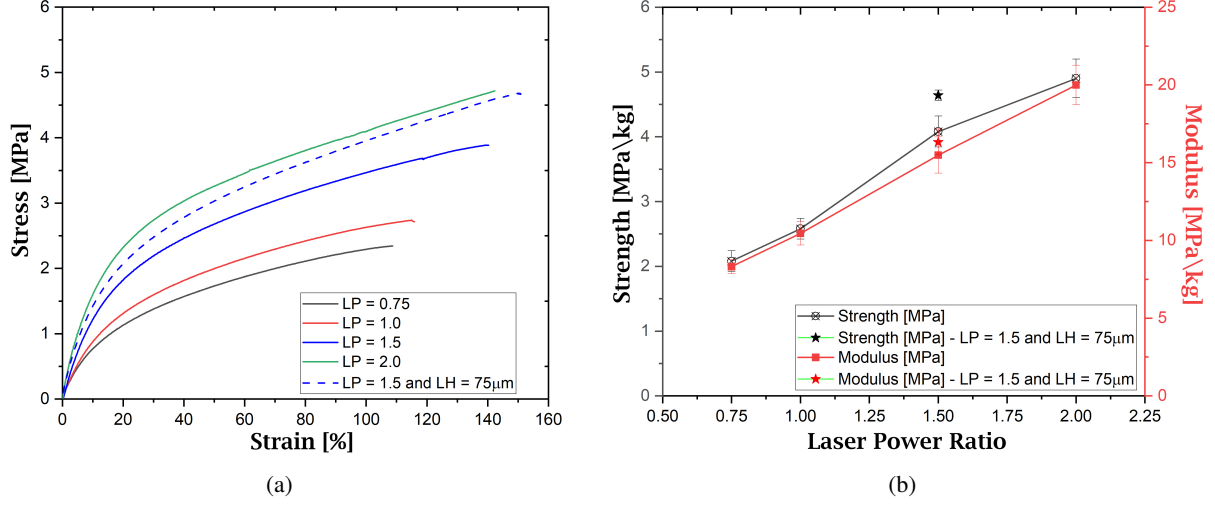 6
5
4
3
2
1
0
Stress [MPa]
0 20 40 60 80 100 120 140 160
Strain [%]
LP = 0.75
LP = 1.0
LP = 1.5
LP = 2.0
LP = 1.5 and LH = 75μm
(a)
6
5
4
3
2
1
0
Strength [MPa\kg]
25
20
15
10
5
0
Modulus [MPa\kg]
0.50 0.75 1.00 1.25 1.50 1.75 2.00 2.25
Laser Power Ratio
Strength [MPa]
Strength [MPa] - LP = 1.5 and LH = 75μm
Modulus [MPa]
Modulus [MPa] - LP = 1.5 and LH = 75μm
(b)